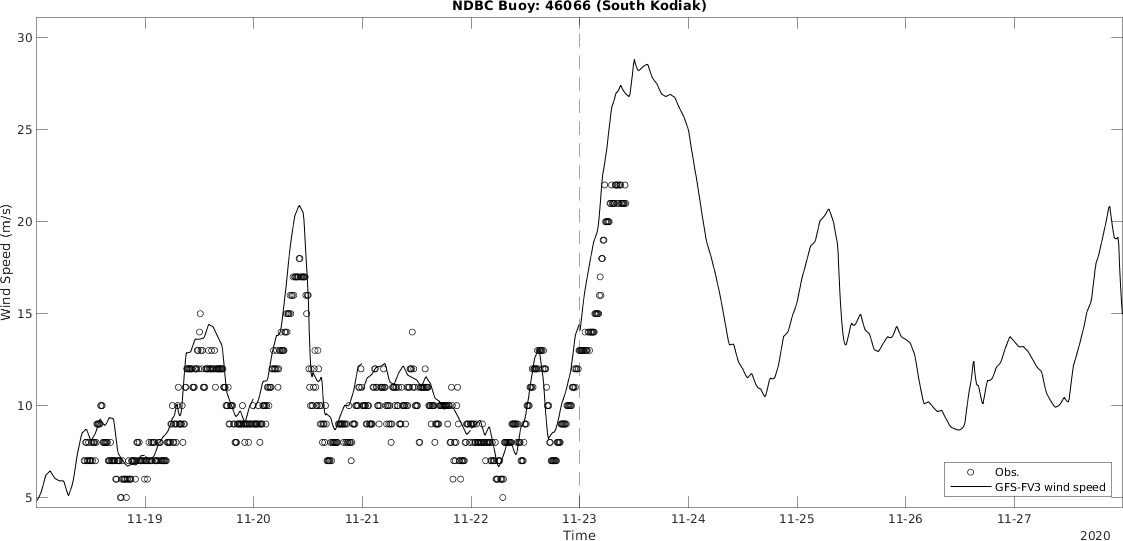 NDBC Buoy: 46066 (South Kodiak)
30
25
20
15
10
5
Wind Speed (m/s)
Obs.
GFS-FV3 wind speed
11-19 11-20 11-21 11-22 11-23 11-24 11-25 11-26 11-27
Time
2020